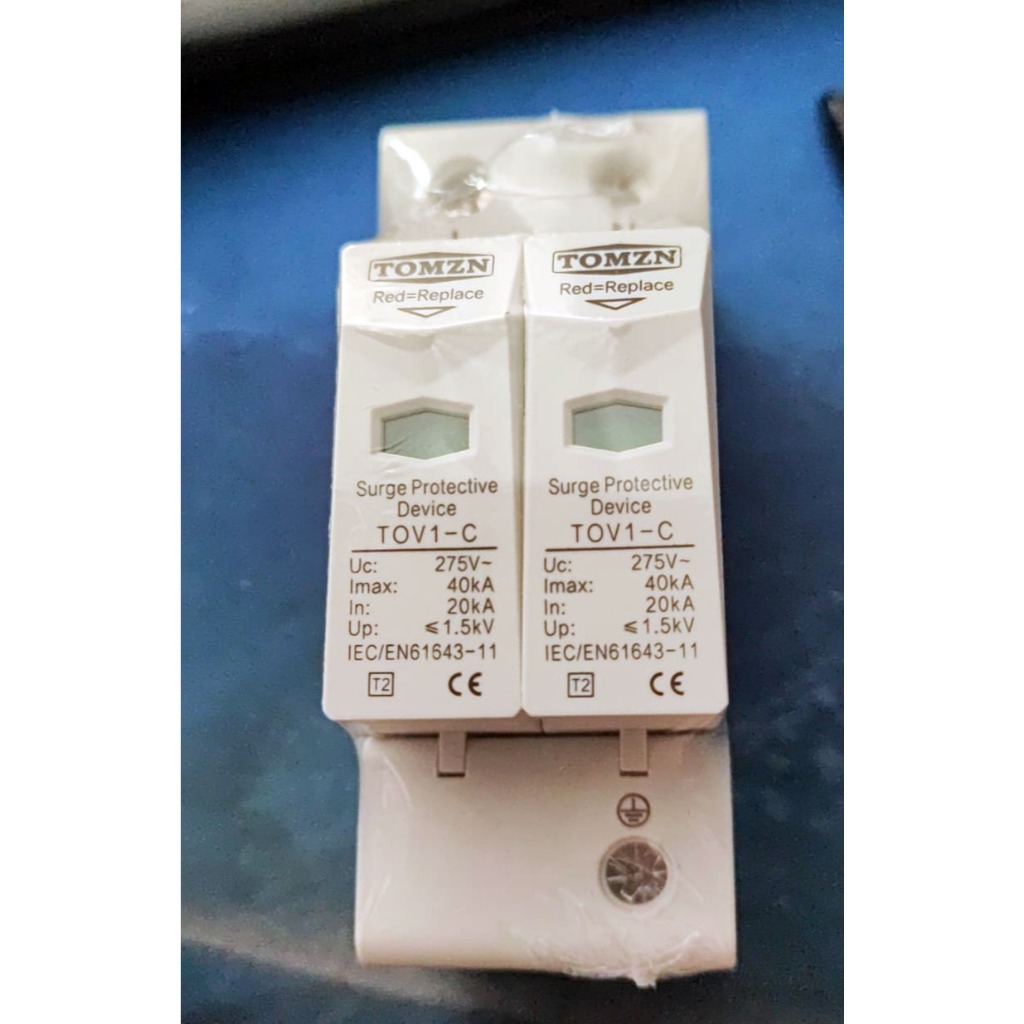 TOMZN
Red=Replace
Surge Protective
Device
TOV1-C
Uc: 275V~
Imax: 40kA
In: 20kA
Up: ≤1.5kV
IEC/EN61643-11
T2 CE
TOMZN
Red=Replace
Surge Protective
Device
TOV1-C
Uc: 275V~
Imax: 40kA
In: 20kA
Up: ≤1.5kV
IEC/EN61643-11
T2 CE